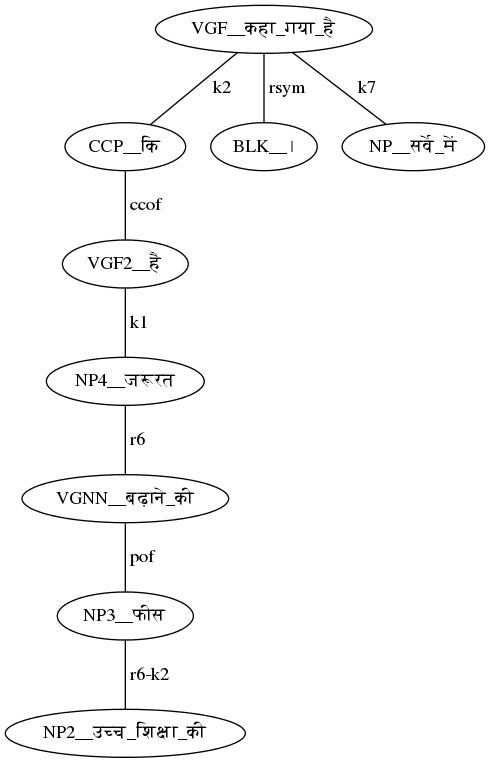 VGF__कहा_गया_है
k2 rsym k7
CCP__कि BLK__। NP__सर्वे_में
ccof
VGF2__है
k1
NP4__जरूरत
r6
VGNN__बढ़ाने_की
pof
NP3__फीस
r6-k2
NP2__उच्च_शिक्षा_की